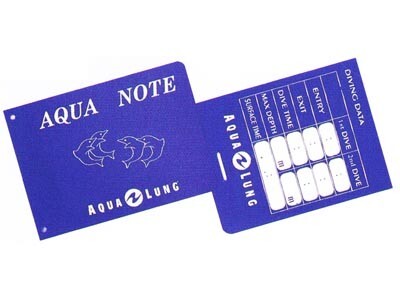 AQUA NOTE
AQUA LUNG
DIVING DATA
1st DIVE 2nd DIVE
ENTRY : :
EXIT : :
DIVE TIME : :
MAX DEPTH m m
SURFACE TIME : :
AQUA LUNG